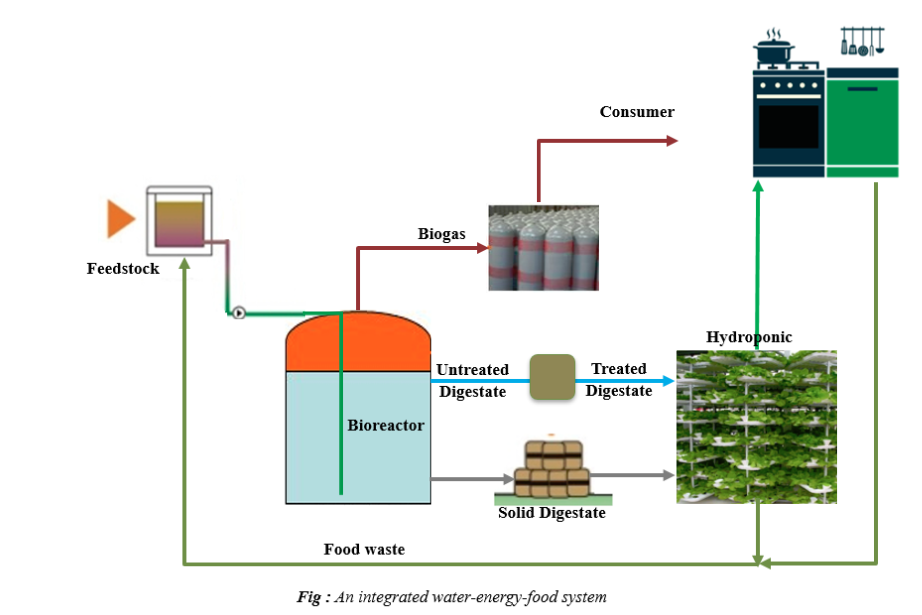 Consumer
Biogas
Feedstock
Hydroponic
Untreated
Digestate
Treated
Digestate
Bioreactor
Solid Digestate
Food waste
Fig : An integrated water-energy-food system